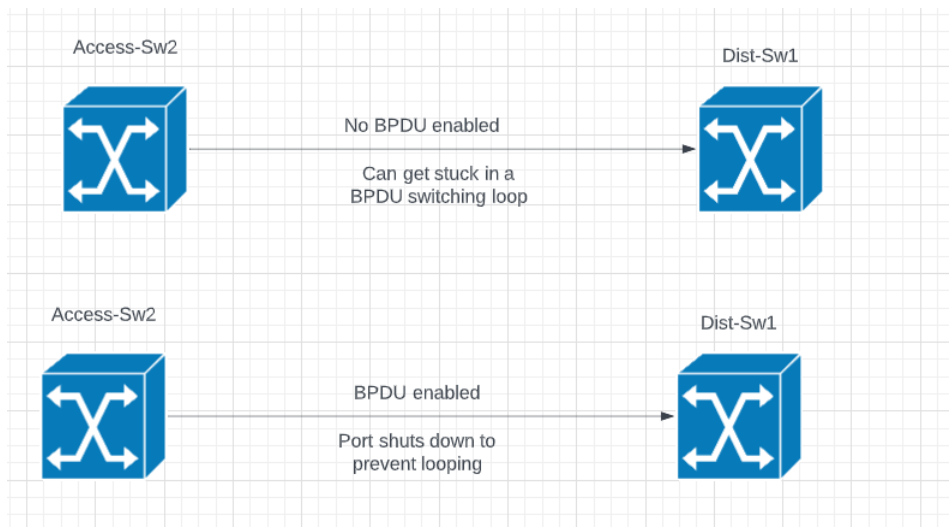 Access-Sw2
Dist-Sw1
No BPDU enabled
Can get stuck in a
BPDU switching loop
Access-Sw2
Dist-Sw1
BPDU enabled
Port shuts down to
prevent looping